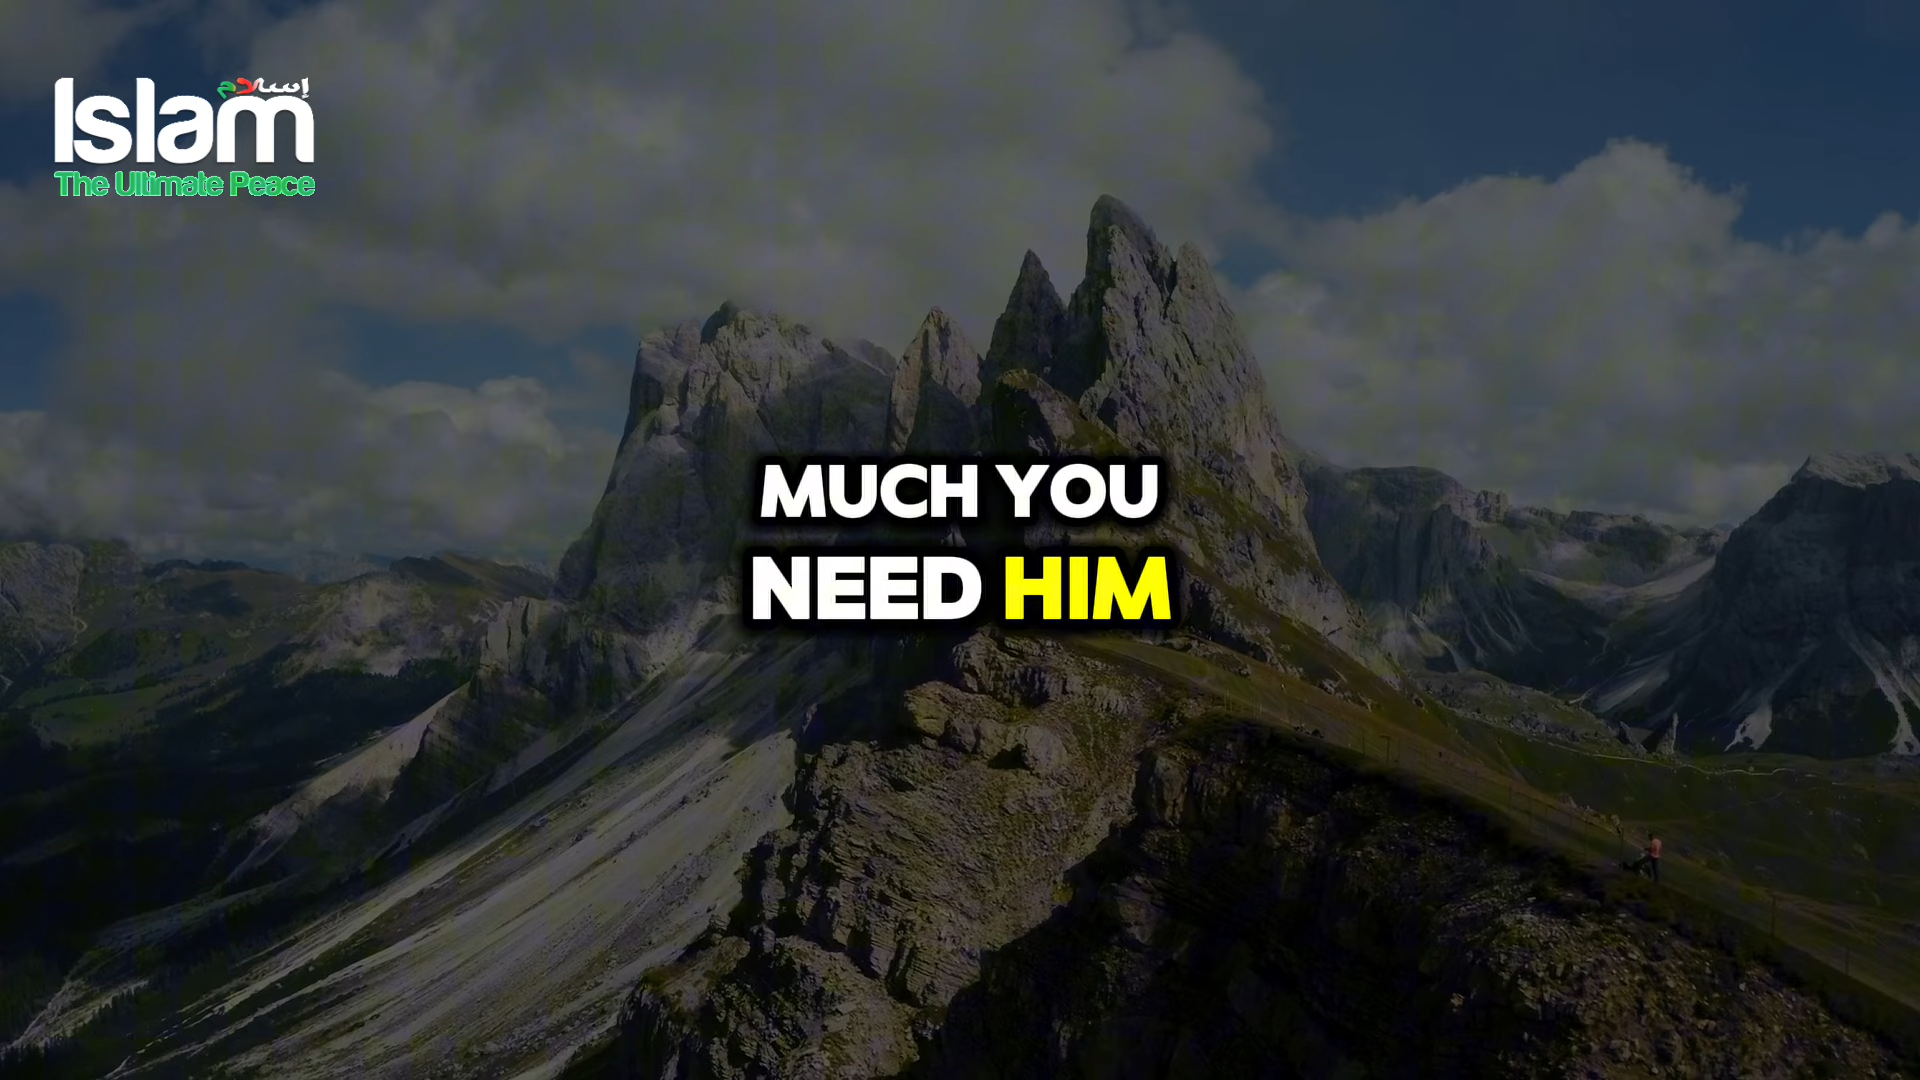 إسلام
Islam
The Ultimate Peace
MUCH YOU
NEED HIM